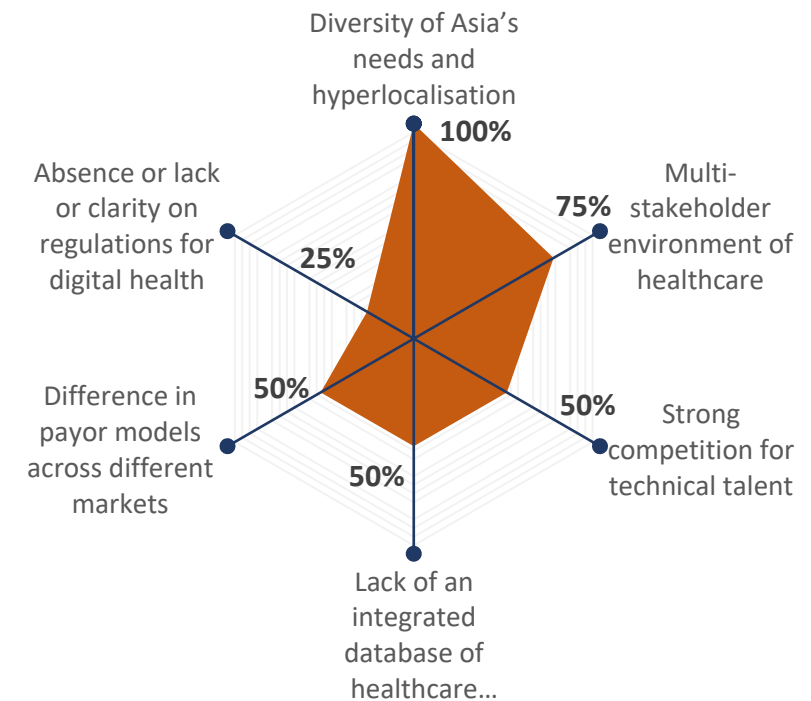 Diversity of Asia’s
needs and
hyperlocalisation
100%
Multi-
stakeholder
environment of
healthcare
75%
Strong
competition for
technical talent
50%
Lack of an
integrated
database of
healthcare…
50%
Difference in
payor models
across different
markets
50%
Absence or lack
or clarity on
regulations for
digital health
25%